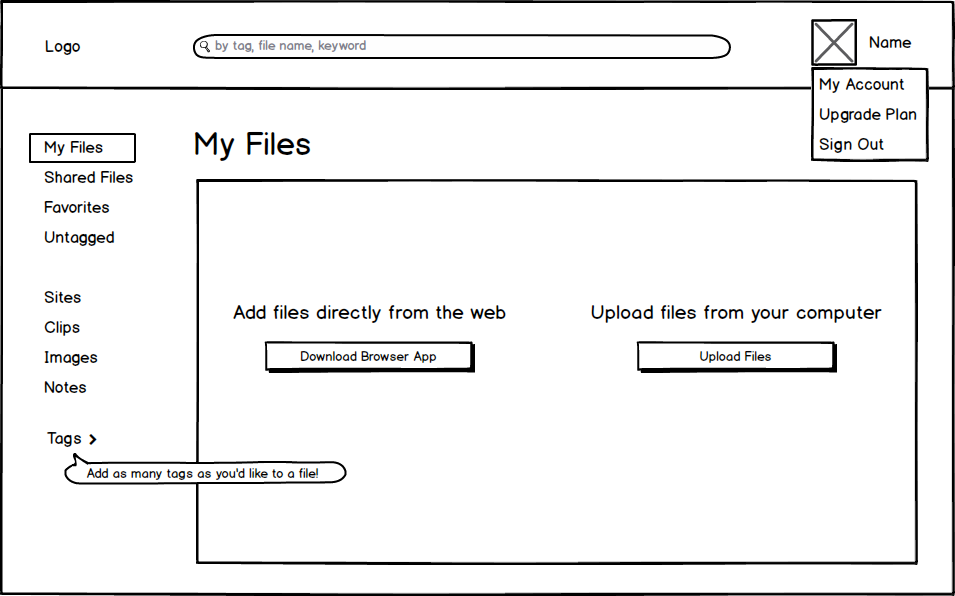 Logo
by tag, file name, keyword
Name
My Account
Upgrade Plan
Sign Out
My Files
Shared Files
Favorites
Untagged
Sites
Clips
Images
Notes
Tags >
Add as many tags as you'd like to a file!
My Files
Add files directly from the web
Download Browser App
Upload files from your computer
Upload Files